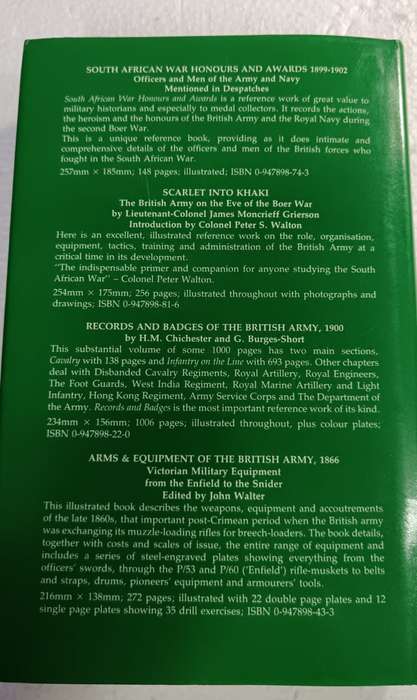 SOUTH AFRICAN WAR HONOURS AND AWARDS 1899-1902
Officers and Men of the Army and Navy
Mentioned in Despatches
South African War Honours and Awards is a reference work of great value to
military historians and especially to medal collectors. It records the actions,
the heroism and the honours of the British Army and the Royal Navy during
the second Boer War.
This is a unique reference book, providing as it does intimate and
comprehensive details of the officers and men of the British forces who
fought in the South African War.
257mm × 185mm; 148 pages; illustrated; ISBN 0-947898-74-3
SCARLET INTO KHAKI
The British Army on the Eve of the Boer War
by Lieutenant-Colonel James Moncrieff Grierson
Introduction by Colonel Peter S. Walton
Here is an excellent, illustrated reference work on the role, organisation,
equipment, tactics, training and administration of the British Army at a
critical time in its development.
"The indispensable primer and companion for anyone studying the South
African War" – Colonel Peter Walton.
254mm × 175mm; 256 pages; illustrated throughout with photographs and
drawings; ISBN 0-947898-81-6
RECORDS AND BADGES OF THE BRITISH ARMY, 1900
by H.M. Chichester and G. Burges-Short
This substantial volume of some 1000 pages has two main sections,
Cavalry with 138 pages and Infantry on the Line with 693 pages. Other chapters
deal with Disbanded Cavalry Regiments, Royal Artillery, Royal Engineers,
The Foot Guards, West India Regiment, Royal Marine Artillery and Light
Infantry, Hong Kong Regiment, Army Service Corps and The Department of
the Army. Records and Badges is the most important reference work of its kind.
234mm × 156mm; 1006 pages; illustrated throughout, plus colour plates;
ISBN 0-947898-22-0
ARMS & EQUIPMENT OF THE BRITISH ARMY, 1866
Victorian Military Equipment
from the Enfield to the Snider
Edited by John Walter
This illustrated book describes the weapons, equipment and accoutrements
of the late 1860s, that important post-Crimean period when the British army
was exchanging its muzzle-loading rifles for breech-loaders. The book details,
together with costs and scales of issue, the entire range of equipment and
includes a series of steel-engraved plates showing everything from the
officers' swords, through the P/53 and P/60 ('Enfield') rifle-muskets to belts
and straps, drums, pioneers' equipment and armourers' tools.
216mm × 138mm; 272 pages; illustrated with 22 double page plates and 12
single page plates showing 35 drill exercises; ISBN 0-947898-43-3